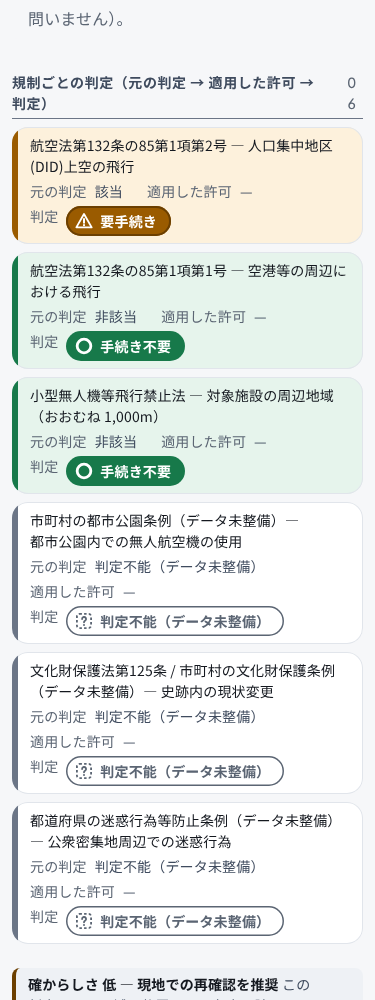 問いません）。
規制ごとの判定（元の判定 → 適用した許可 →
判定）
0
6
航空法第132条の85第1項第2号 — 人口集中地区
(DID)上空の飛行
元の判定 該当 適用した許可 —
判定 要手続き
航空法第132条の85第1項第1号 — 空港等の周辺に
おける飛行
元の判定 非該当 適用した許可 —
判定 手続き不要
小型無人機等飛行禁止法 — 対象施設の周辺地域
（おおむね 1,000m）
元の判定 非該当 適用した許可 —
判定 手続き不要
市町村の都市公園条例（データ未整備）—
都市公園内での無人航空機の使用
元の判定 判定不能（データ未整備）
適用した許可 —
判定 判定不能（データ未整備）
文化財保護法第125条 / 市町村の文化財保護条例
（データ未整備）— 史跡内の現状変更
元の判定 判定不能（データ未整備）
適用した許可 —
判定 判定不能（データ未整備）
都道府県の迷惑行為等防止条例（データ未整備）
— 公衆密集地周辺での迷惑行為
元の判定 判定不能（データ未整備）
適用した許可 —
判定 判定不能（データ未整備）
確からしさ 低 — 現地での再確認を推奨 この